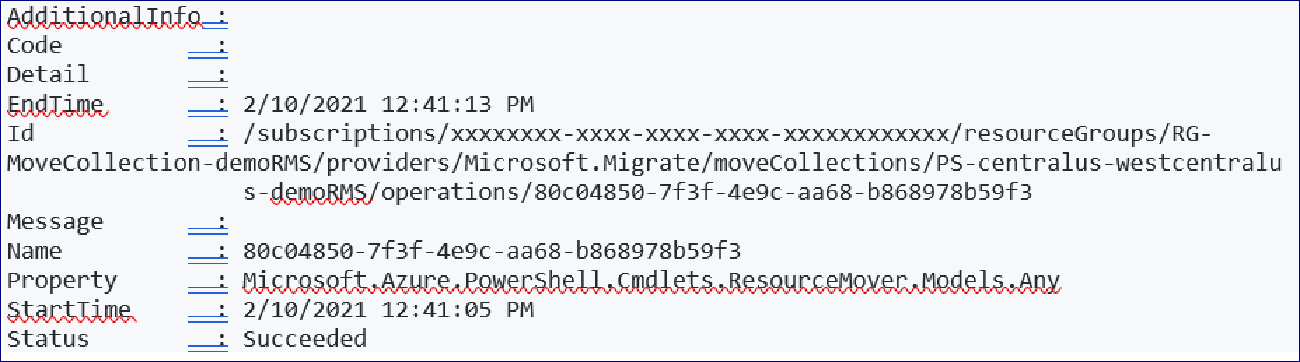 AdditionalInfo :
Code           :
Detail         :
EndTime        : 2/10/2021 12:41:13 PM
Id             : /subscriptions/xxxxxxxx-xxxx-xxxx-xxxx-xxxxxxxxxxxx/resourceGroups/RG-
MoveCollection-demoRMS/providers/Microsoft.Migrate/moveCollections/PS-centralus-westcentralu
                 s-demoRMS/operations/80c04850-7f3f-4e9c-aa68-b868978b59f3
Message        :
Name           : 80c04850-7f3f-4e9c-aa68-b868978b59f3
Property       : Microsoft.Azure.PowerShell.Cmdlets.ResourceMover.Models.Any
StartTime      : 2/10/2021 12:41:05 PM
Status         : Succeeded